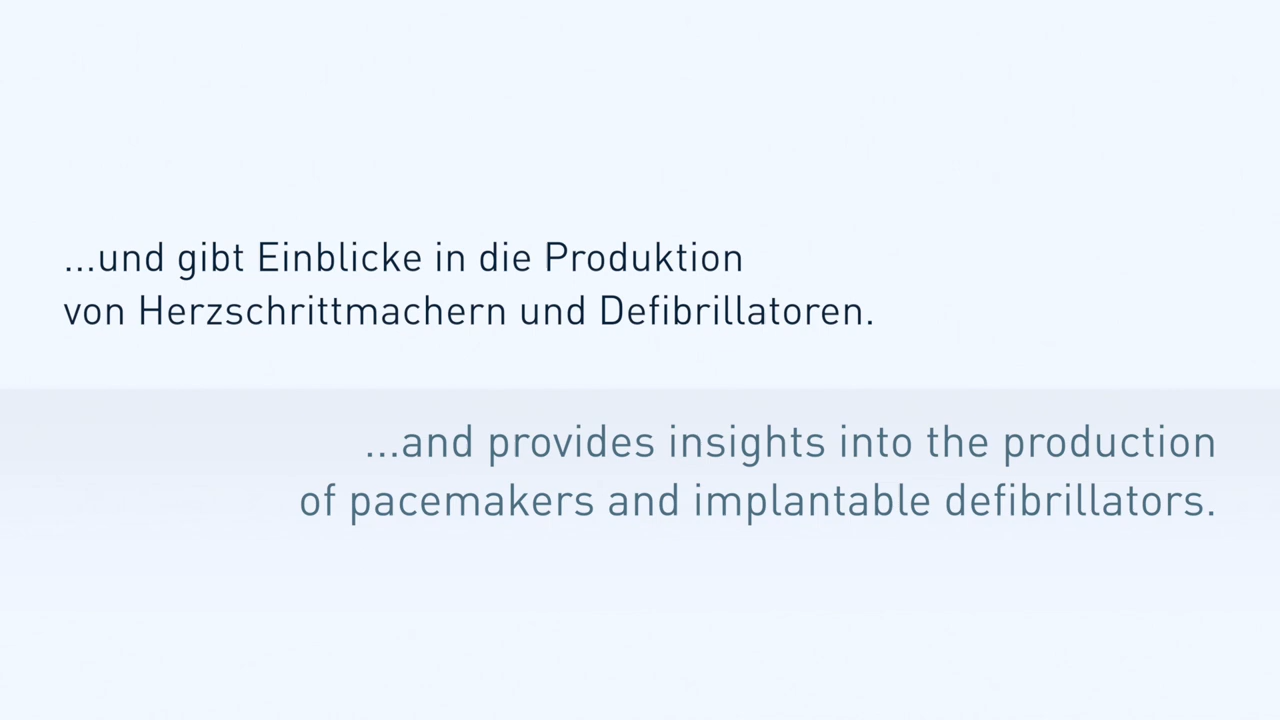 ...und gibt Einblicke in die Produktion
von Herzschrittmachern und Defibrillatoren.
...and provides insights into the production
of pacemakers and implantable defibrillators.